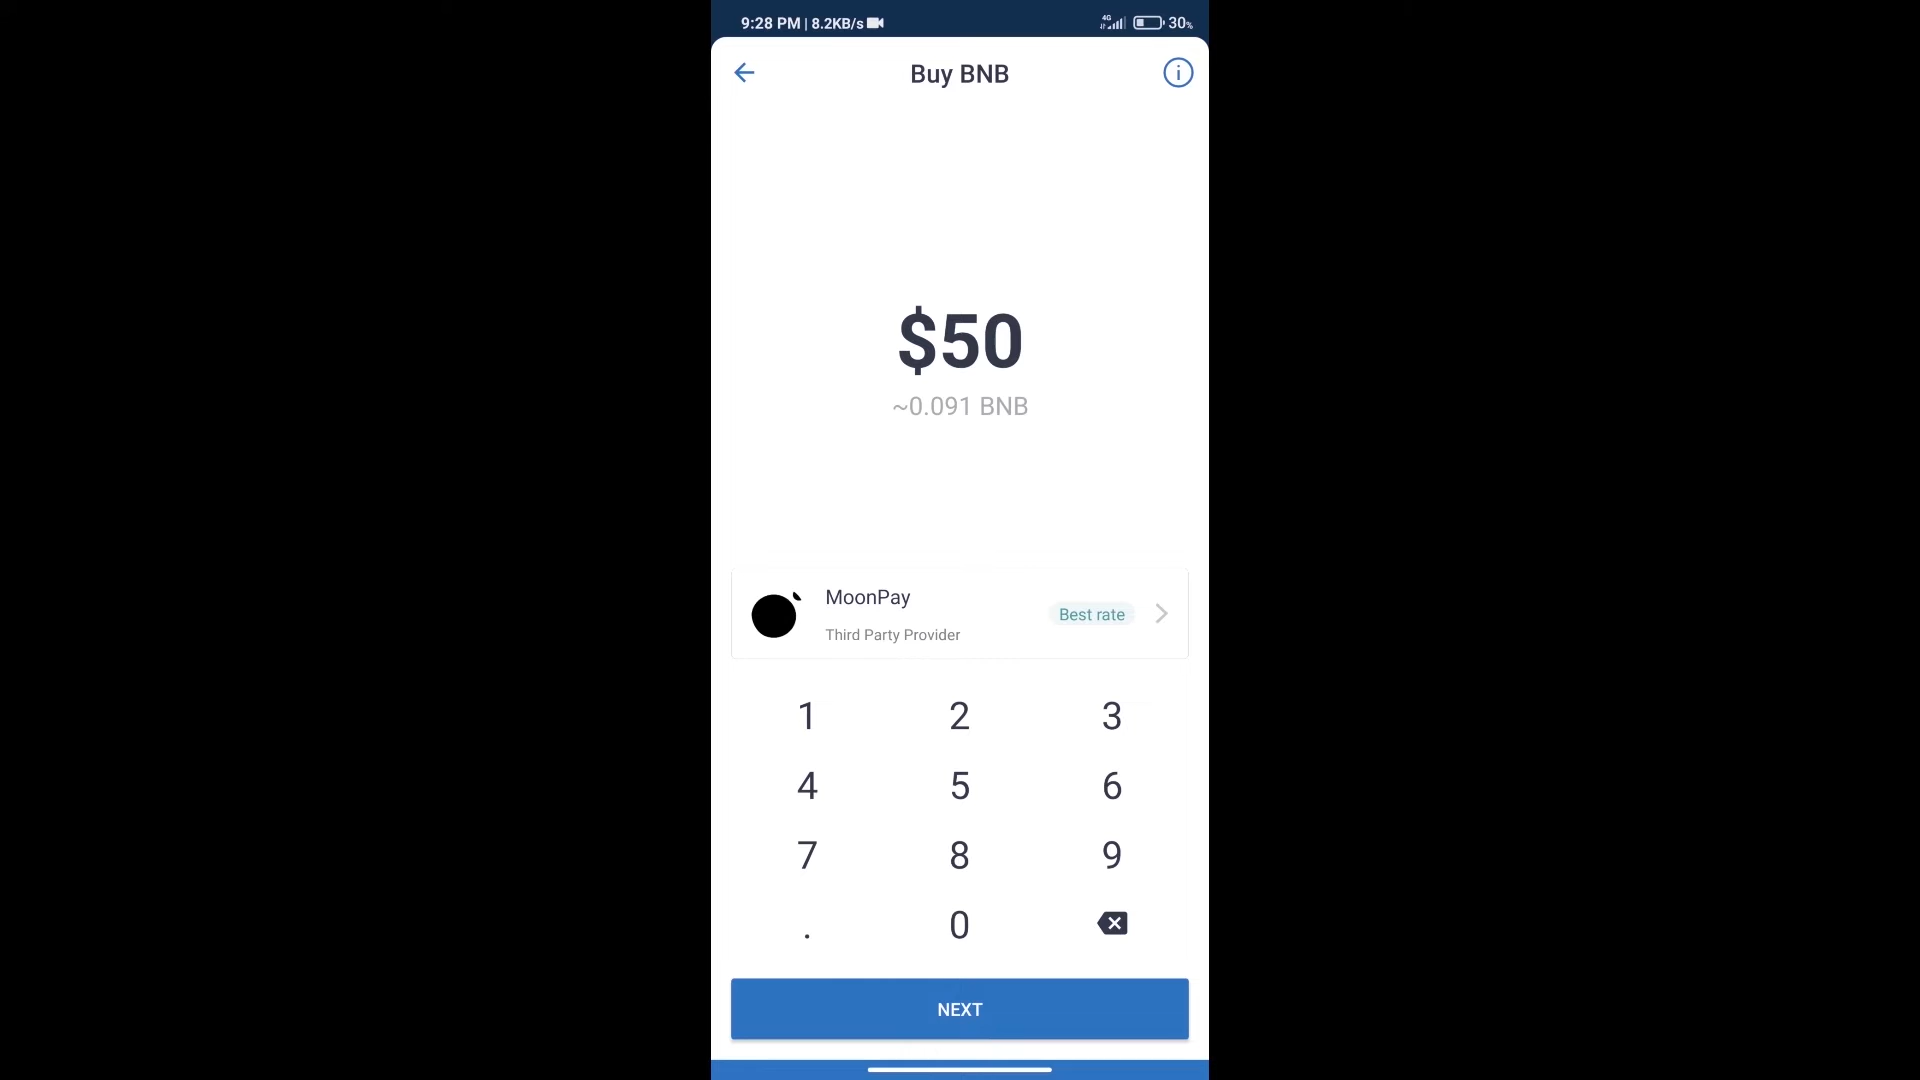 9:28 PM | 8.2KB/s 4G 30%
Buy BNB
$50
~0.091 BNB
MoonPay
Best rate
Third Party Provider
1 2 3
4 5 6
7 8 9
. 0
NEXT